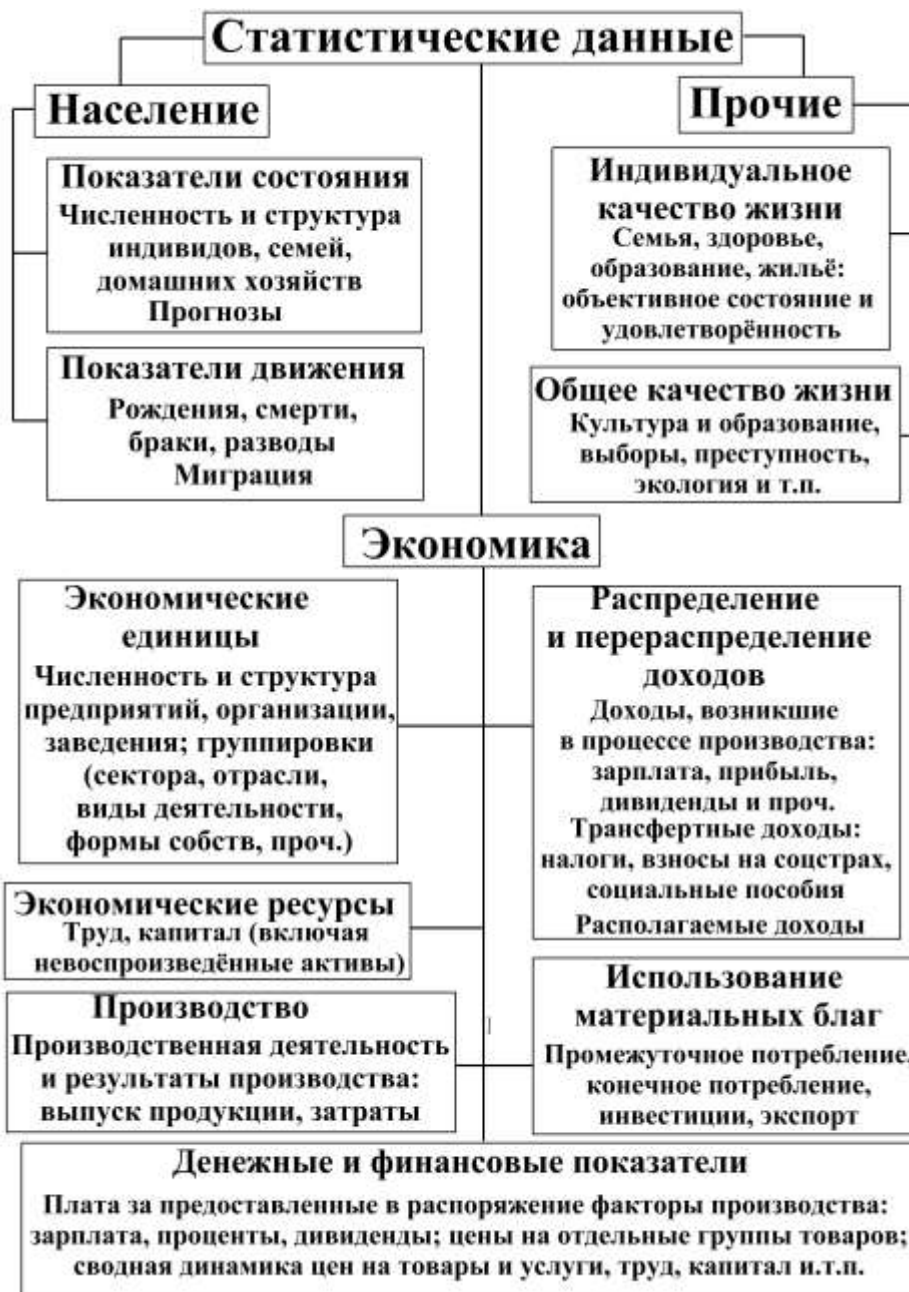 Статистические данные
Население
Показатели состояния
Численность и структура
индивидов, семей,
домашних хозяйств
Прогнозы
Показатели движения
Рождения, смерти,
браки, разводы
Миграция
Прочие
Индивидуальное
качество жизни
Семья, здоровье,
образование, жильё:
объективное состояние и
удовлетворённость
Общее качество жизни
Культура и образование,
выборы, преступность,
экология и т.п.
Экономика
Экономические
единицы
Численность и структура
предприятий, организации,
заведения; группировки
(сектора, отрасли,
виды деятельности,
формы собств, проч.)
Экономические ресурсы
Труд, капитал (включая
невоспроизведённые активы)
Производство
Производственная деятельность
и результаты производства:
выпуск продукции, затраты
Распределение
и перераспределение
доходов
Доходы, возникшие
в процессе производства:
зарплата, прибыль,
дивиденды и проч.
Трансфертные доходы:
налоги, взносы на соцстрах,
социальные пособия
Располагаемые доходы
Использование
материальных благ
Промежуточное потребление,
конечное потребление,
инвестиции, экспорт
Денежные и финансовые показатели
Плата за предоставленные в распоряжение факторы производства:
зарплата, проценты, дивиденды; цены на отдельные группы товаров;
сводная динамика цен на товары и услуги, труд, капитал и.т.п.